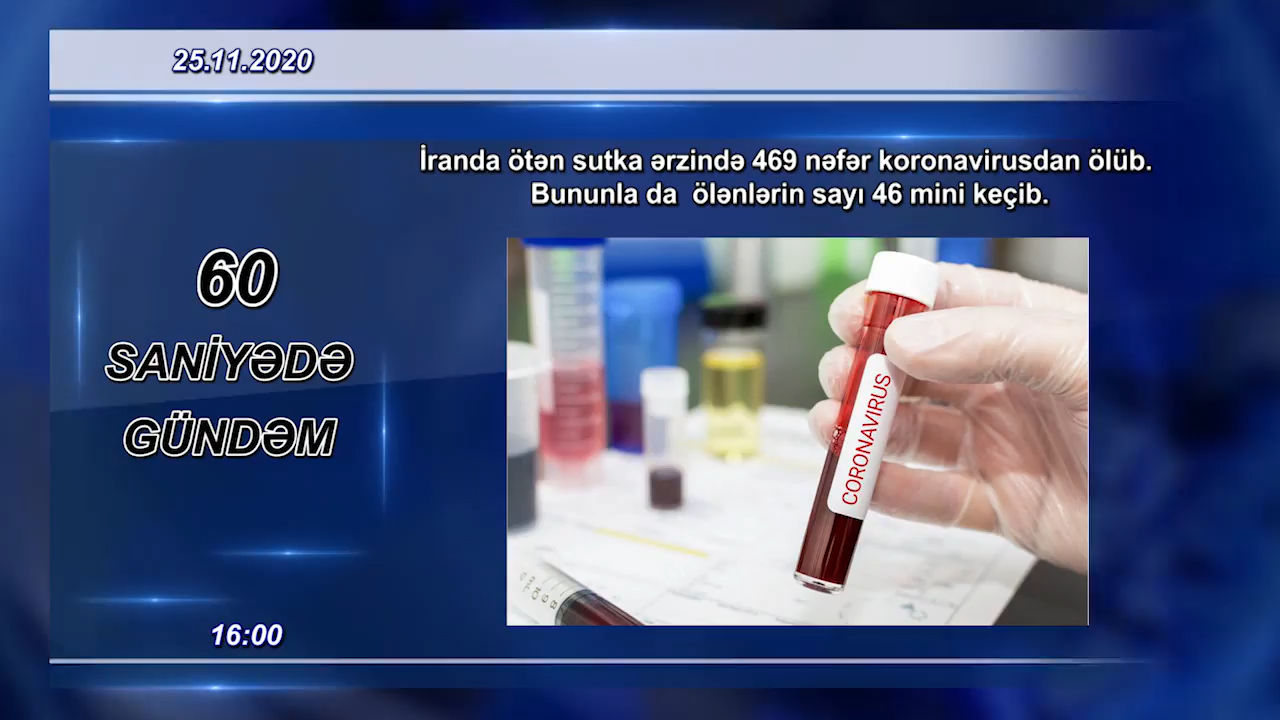 25.11.2020
İranda ötən sutka ərzində 469 nəfər koronavirusdan ölüb.
Bununla da ölənlərin sayı 46 mini keçib.
60
SANİYƏDƏ
GÜNDƏM
CORONAVIRUS
16:00